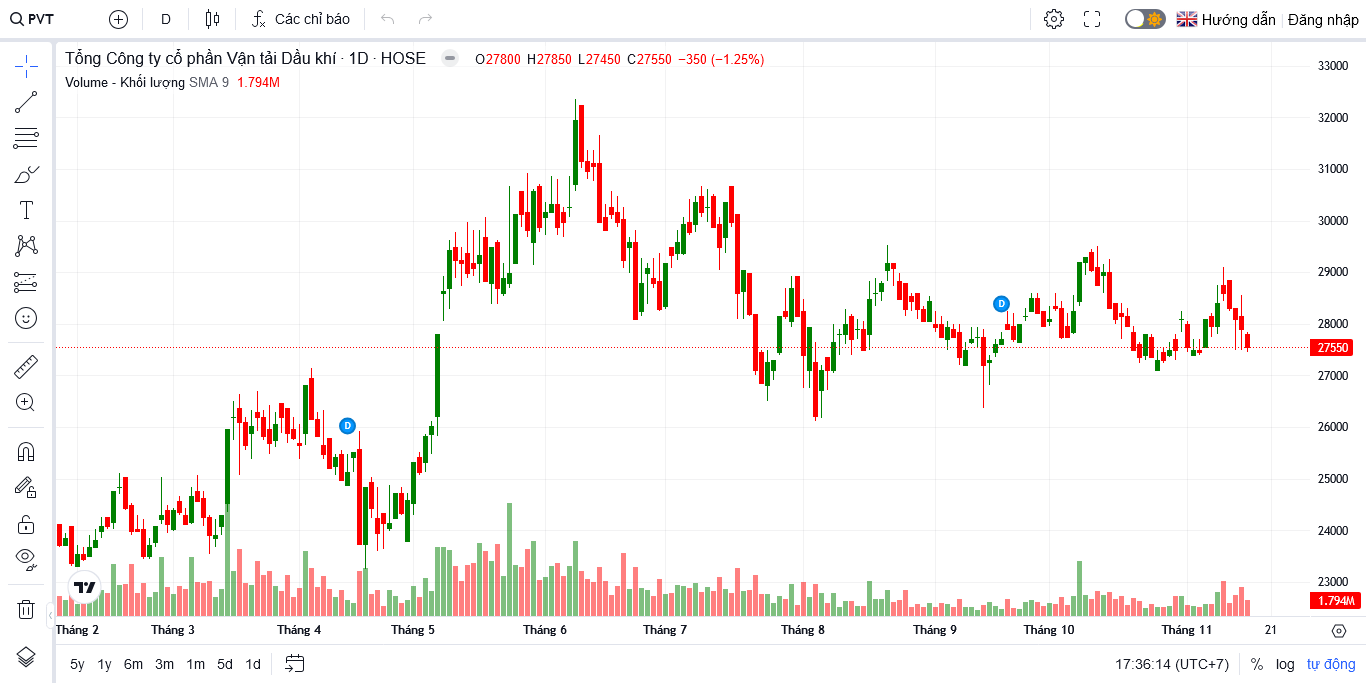 PVT D Các chỉ báo Hướng dẫn Đăng nhập
Tổng Công ty cổ phần Vận tải Dầu khí · 1D · HOSE O27800 H27850 L27450 C27550 −350 (−1.25%)
Volume - Khối lượng SMA 9 1.794M
33000
32000
31000
30000
29000
28000
27550
27000
26000
25000
24000
23000
1.794M
D
D
Tháng 2 Tháng 3 Tháng 4 Tháng 5 Tháng 6 Tháng 7 Tháng 8 Tháng 9 Tháng 10 Tháng 11 21
5y 1y 6m 3m 1m 5d 1d 17:36:14 (UTC+7) % log tự động